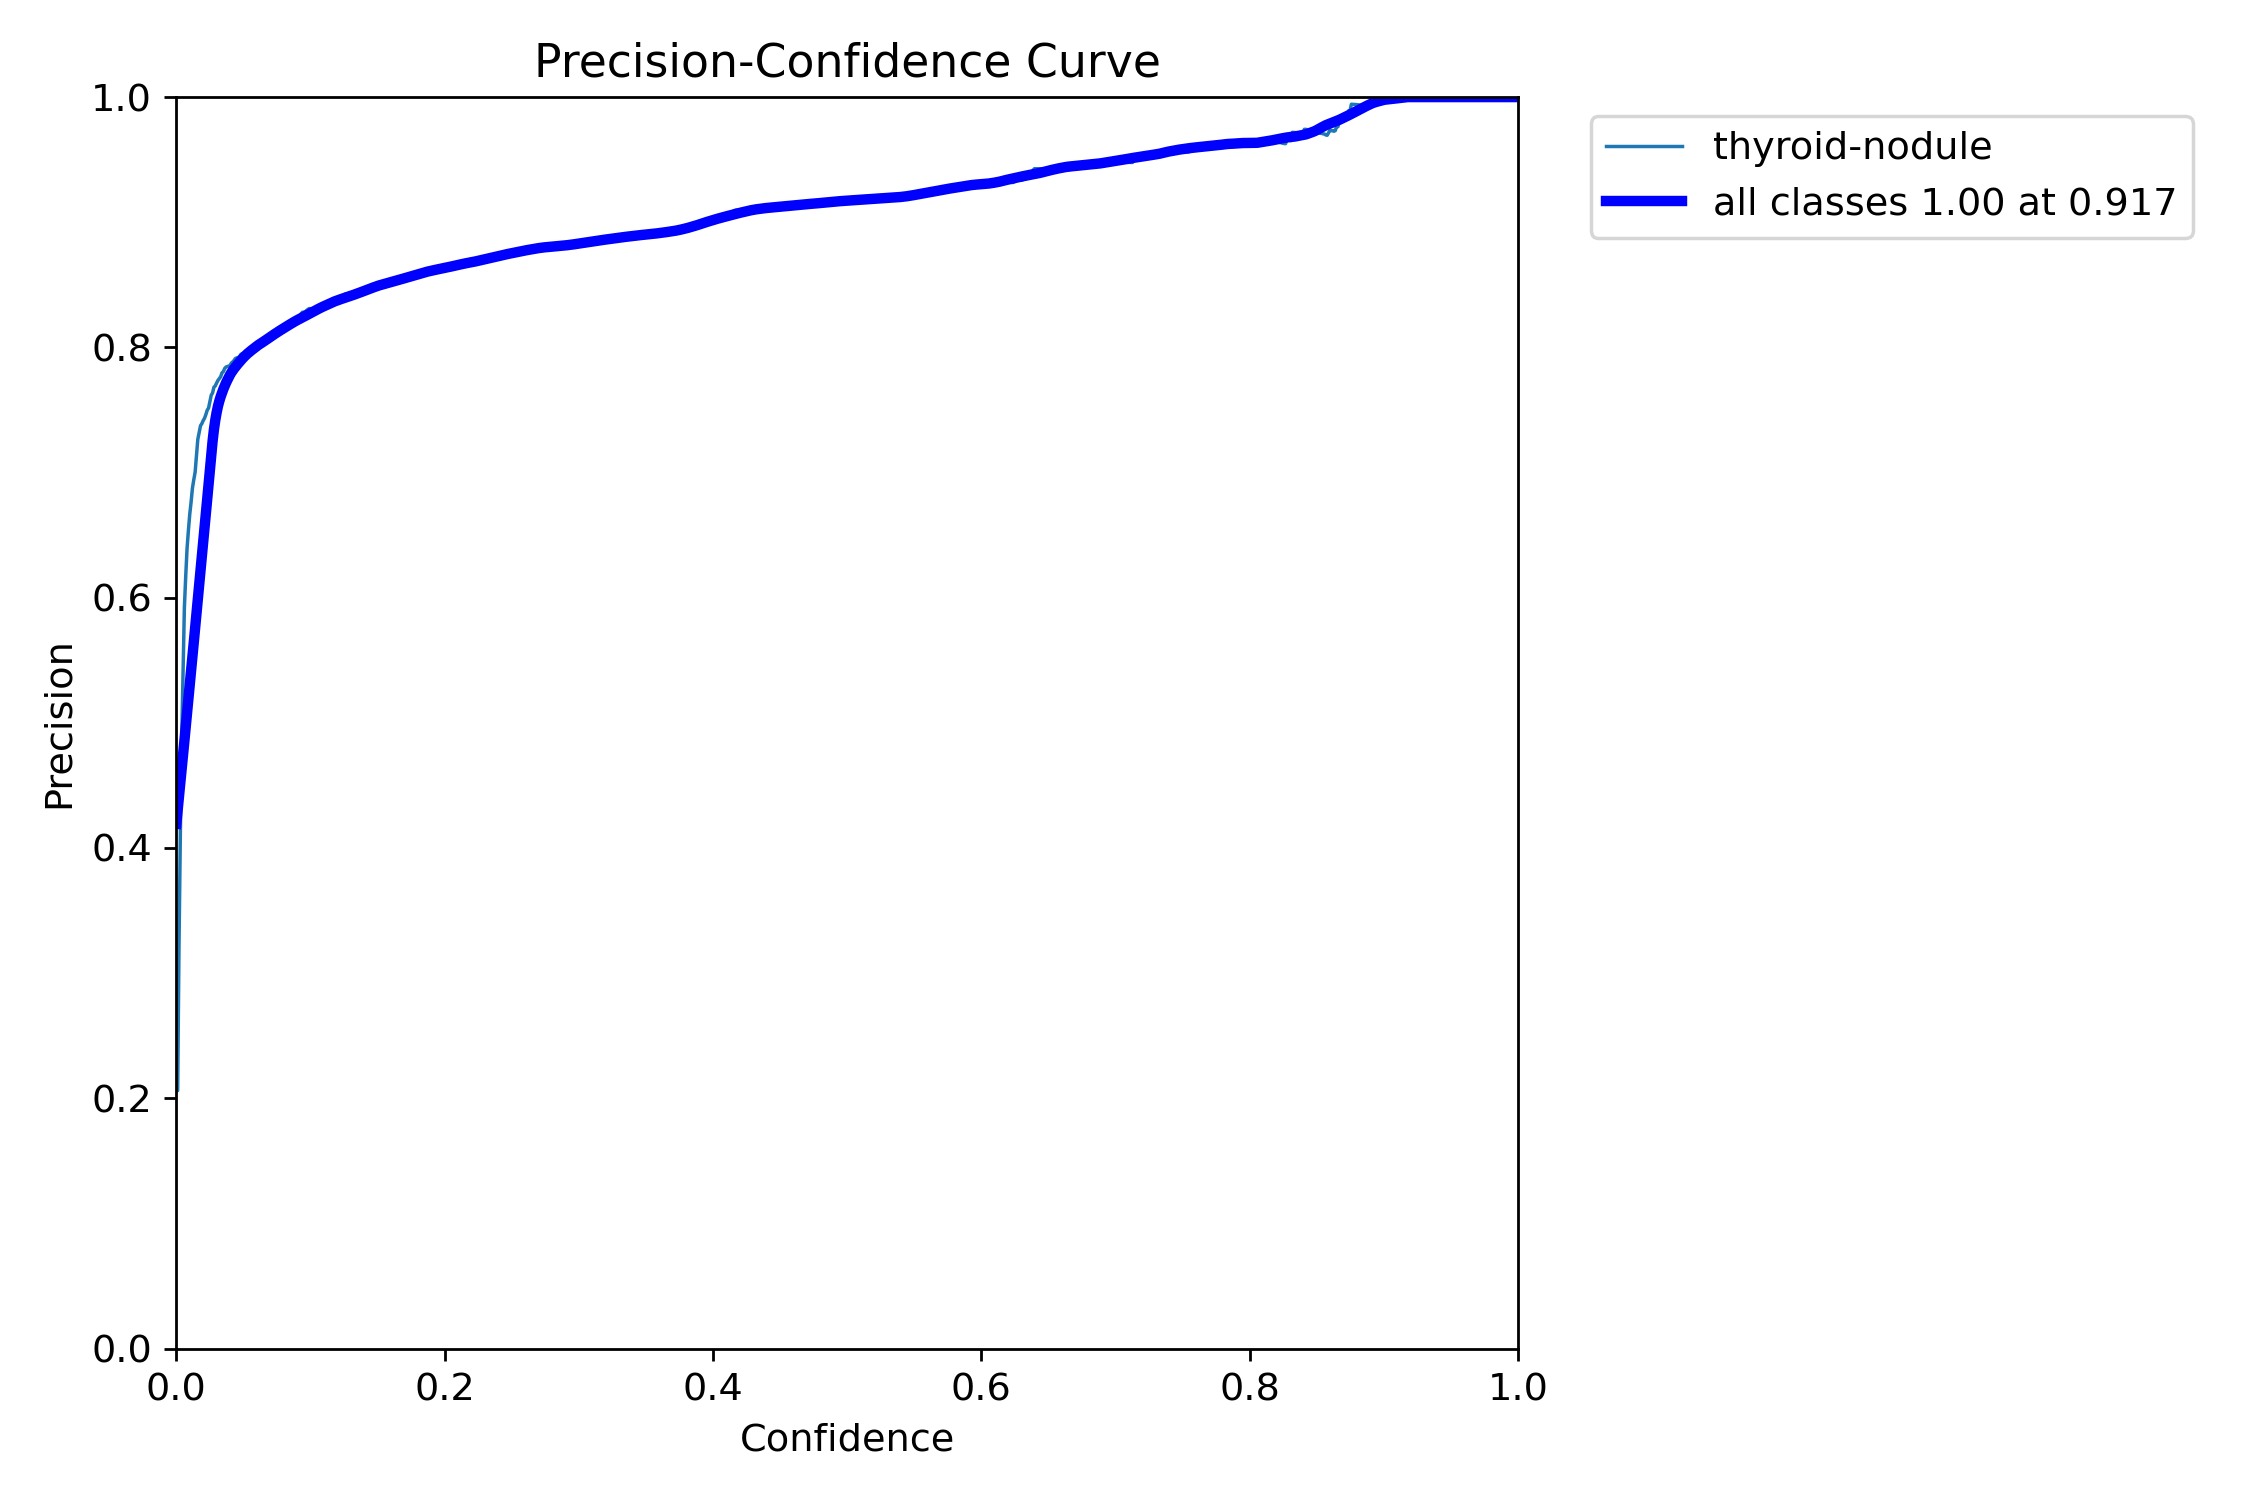 Precision-Confidence Curve
1.0
0.8
0.6
0.4
0.2
0.0
Precision
0.0 0.2 0.4 0.6 0.8 1.0
Confidence
thyroid-nodule
all classes 1.00 at 0.917